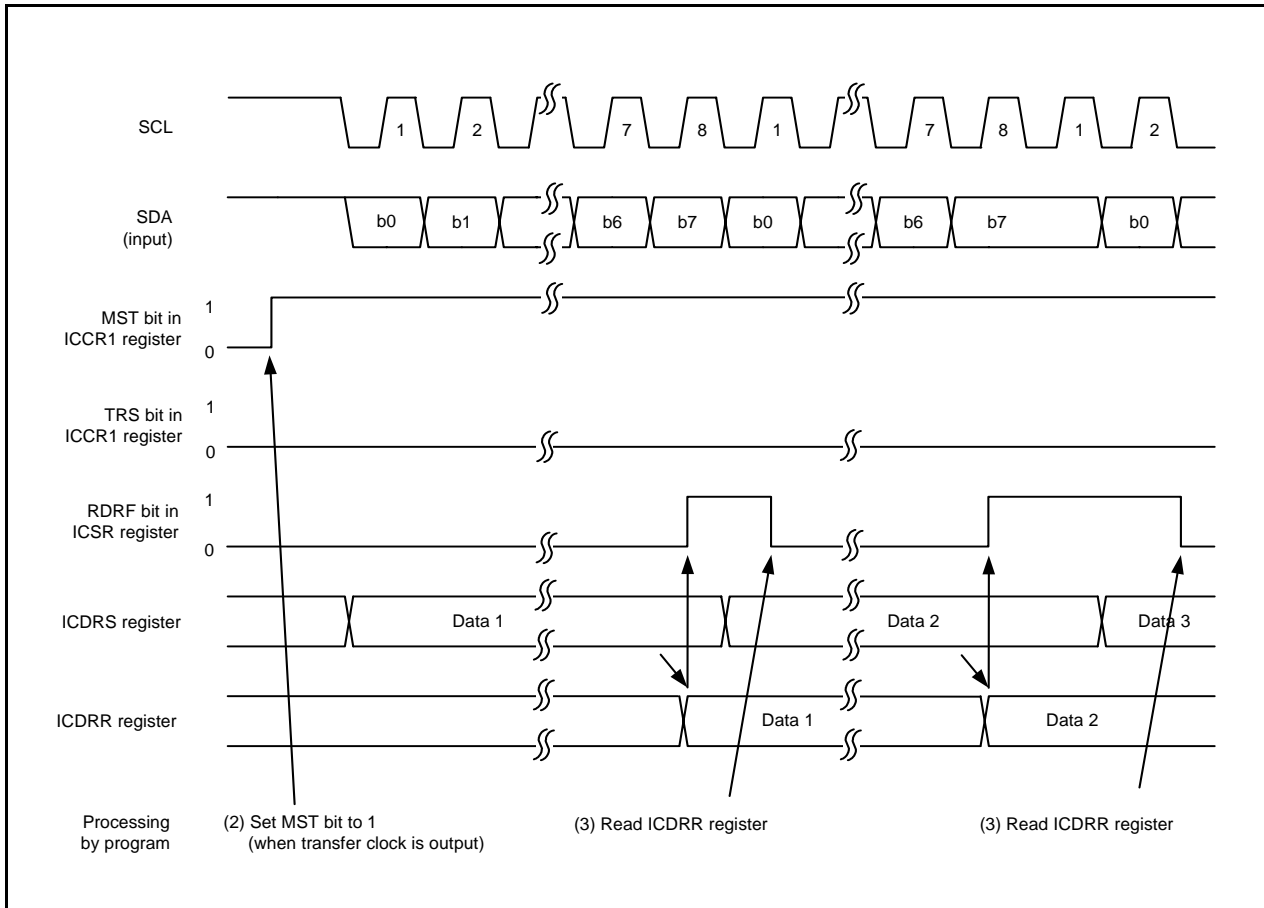 SCL
1 2 7 8 1 7 8 1 2
SDA
(input)
b0 b1 b6 b7 b0 b6 b7 b0
MST bit in
ICCR1 register
1
0
TRS bit in
ICCR1 register
1
0
RDRF bit in
ICSR register
1
0
ICDRS register
Data 1 Data 2 Data 3
ICDRR register
Data 1 Data 2
Processing
by program
(2) Set MST bit to 1
(when transfer clock is output)
(3) Read ICDRR register
(3) Read ICDRR register